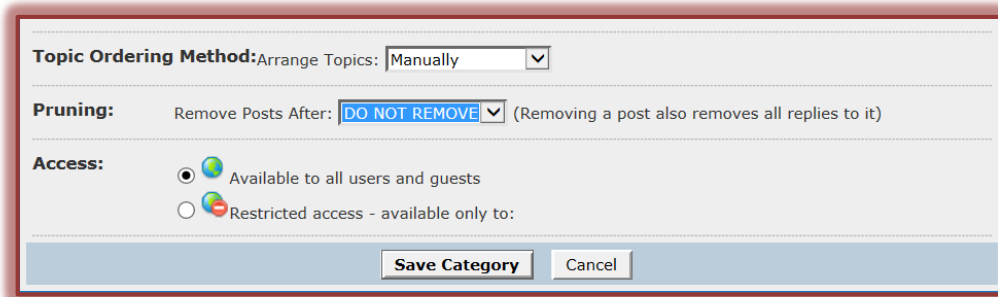 Topic Ordering Method: Arrange Topics: Manually
Pruning: Remove Posts After: DO NOT REMOVE (Removing a post also removes all replies to it)
Access:
Available to all users and guests
Restricted access - available only to:
Save Category Cancel